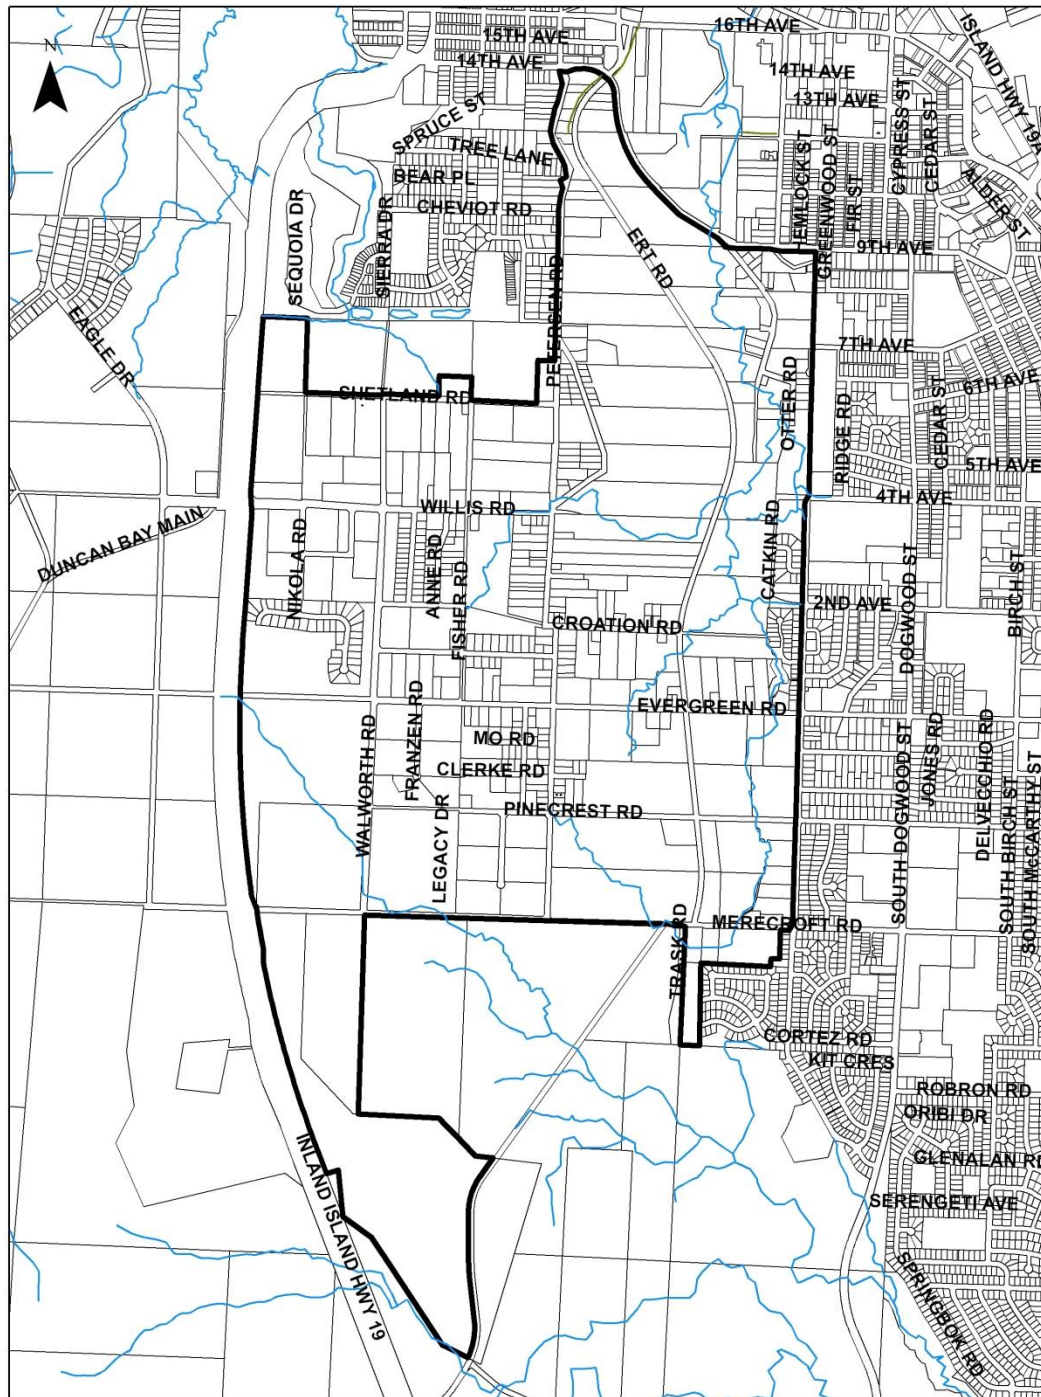 N
16TH AVE
15TH AVE
14TH AVE
14TH AVE
13TH AVE
ISLAND HWY 19A
SPRUCE ST
TREE LANE
BEAR PL
CHEVIOT RD
SEQUOIA DR
SIERRA DR
PETERSEN RD
ERT RD
HEMLOCK ST
GREENWOOD ST
FIR ST
CYPRESS ST
CEDAR ST
ALDER ST
9TH AVE
EAGLE DR
7TH AVE
SHETLAND RD
OTTER RD
RIDGE RD
CEDAR ST
6TH AVE
5TH AVE
4TH AVE
WILLIS RD
DUNCAN BAY MAIN
NIKOLA RD
ANNE RD
FISHER RD
CATKIN RD
2ND AVE
DOGWOOD ST
BIRCH ST
CROATION RD
EVERGREEN RD
WALWORTH RD
FRANZEN RD
MO RD
CLERKE RD
PINECREST RD
LEGACY DR
SOUTH DOGWOOD ST
JONES RD
DELVECCHIO RD
SOUTH BIRCH ST
SOUTH McCARTHY ST
MERECROFT RD
TRASK RD
CORTEZ RD
KIT CRES
ROBRON RD
ORIBI DR
GLENALAN RD
SERENGETI AVE
SPRINGBOK RD
INLAND ISLAND HWY 19